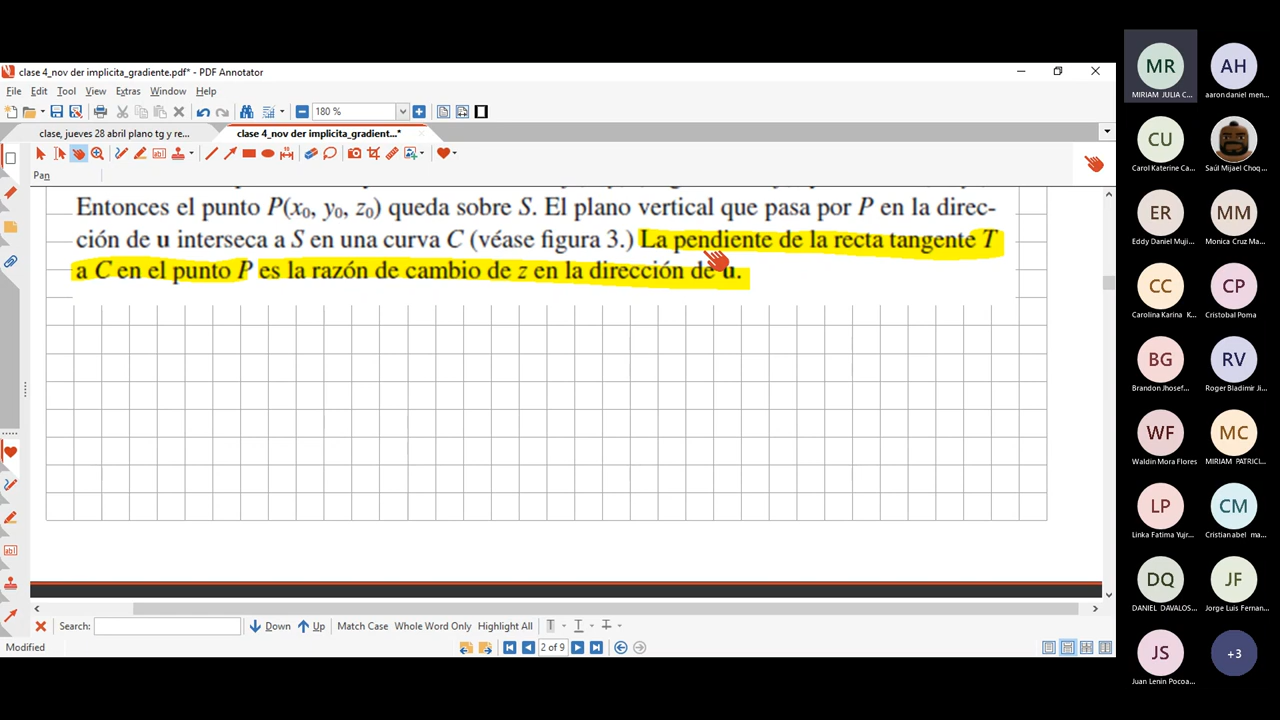 clase 4_nov der implicita_gradiente.pdf* - PDF Annotator
File Edit Tool View Extras Window Help
180 %
clase, jueves 28 abril plano tg y re...
clase 4_nov der implicita_gradient...*
Pan
Entonces el punto P(x₀, y₀, z₀) queda sobre S. El plano vertical que pasa por P en la direc-
ción de u interseca a S en una curva C (véase figura 3.) La pendiente de la recta tangente T
a C en el punto P es la razón de cambio de z en la dirección de u.
Search: Down Up Match Case Whole Word Only Highlight All T T T
Modified
2 of 9
MR
MIRIAM JULIA C...
AH
aaron daniel men...
CU
Carol Katerine Ca...
Saúl Mijael Choq...
ER
Eddy Daniel Muji...
MM
Monica Cruz Ma...
CC
Carolina Karina K...
CP
Cristobal Poma
BG
Brandon Jhosef...
RV
Roger Bladimir Ji...
WF
Waldin Mora Flores
MC
MIRIAM PATRICI...
LP
Linka Fatima Yujr...
CM
Cristian abel ma...
DQ
DANIEL DAVALOS...
JF
Jorge Luis Fernan...
JS
Juan Lenin Pocoa...
+3